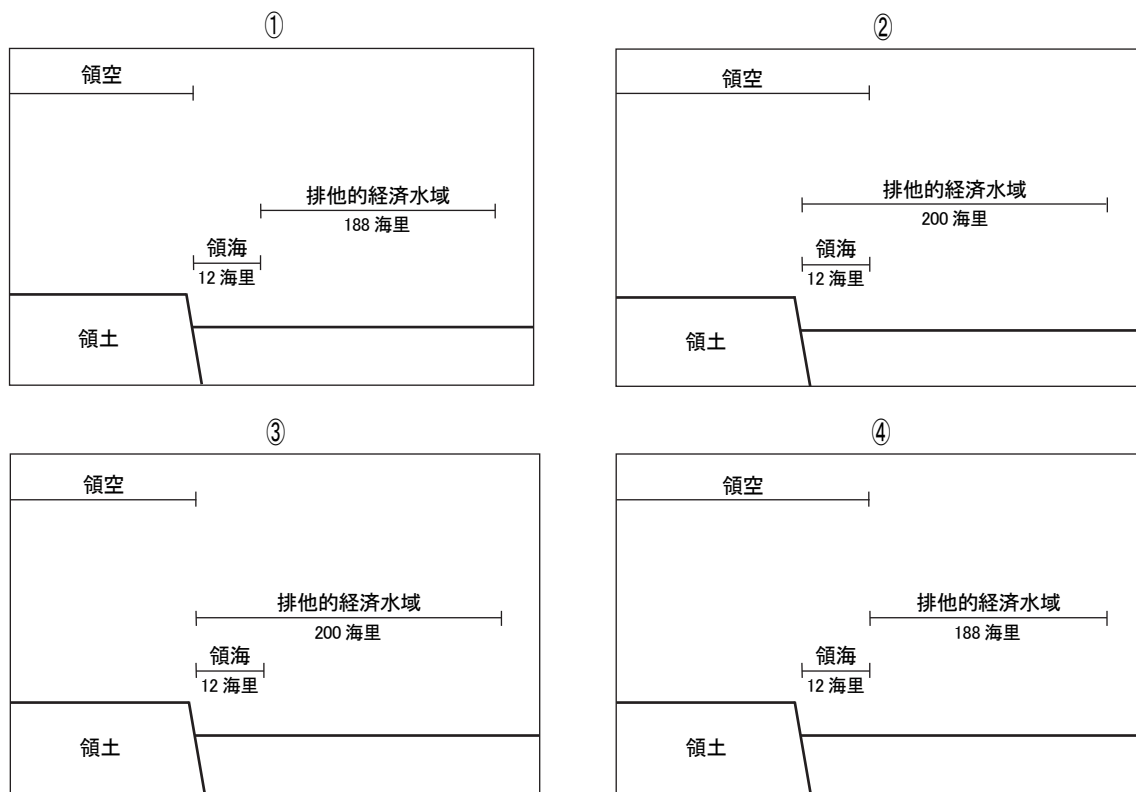 ①
領空
排他的経済水域
188 海里
領海
12 海里
領土
②
領空
排他的経済水域
200 海里
領海
12 海里
領土
③
領空
排他的経済水域
200 海里
領海
12 海里
領土
④
領空
排他的経済水域
188 海里
領海
12 海里
領土